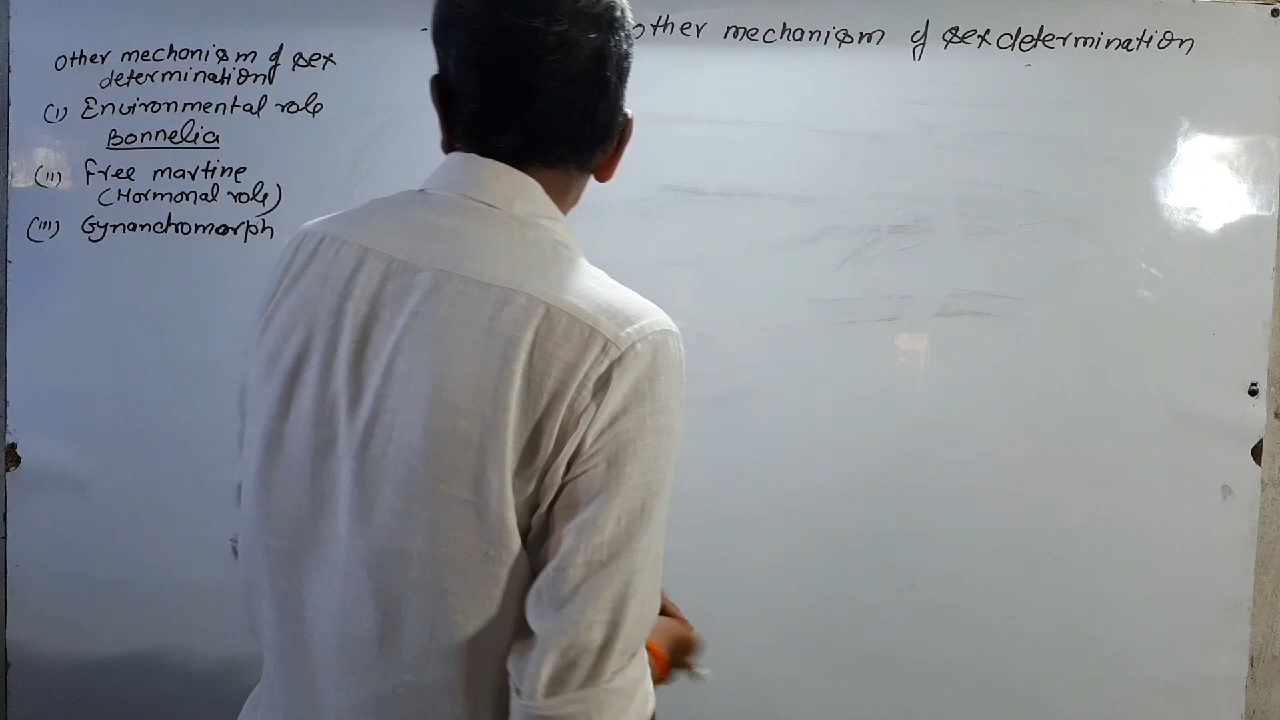 other mechanism of sex determination
other mechanism of sex
determination
(i) Environmental role
Bonnelia
(ii) Free martine
(Hormonal role)
(iii) Gynanchomorph